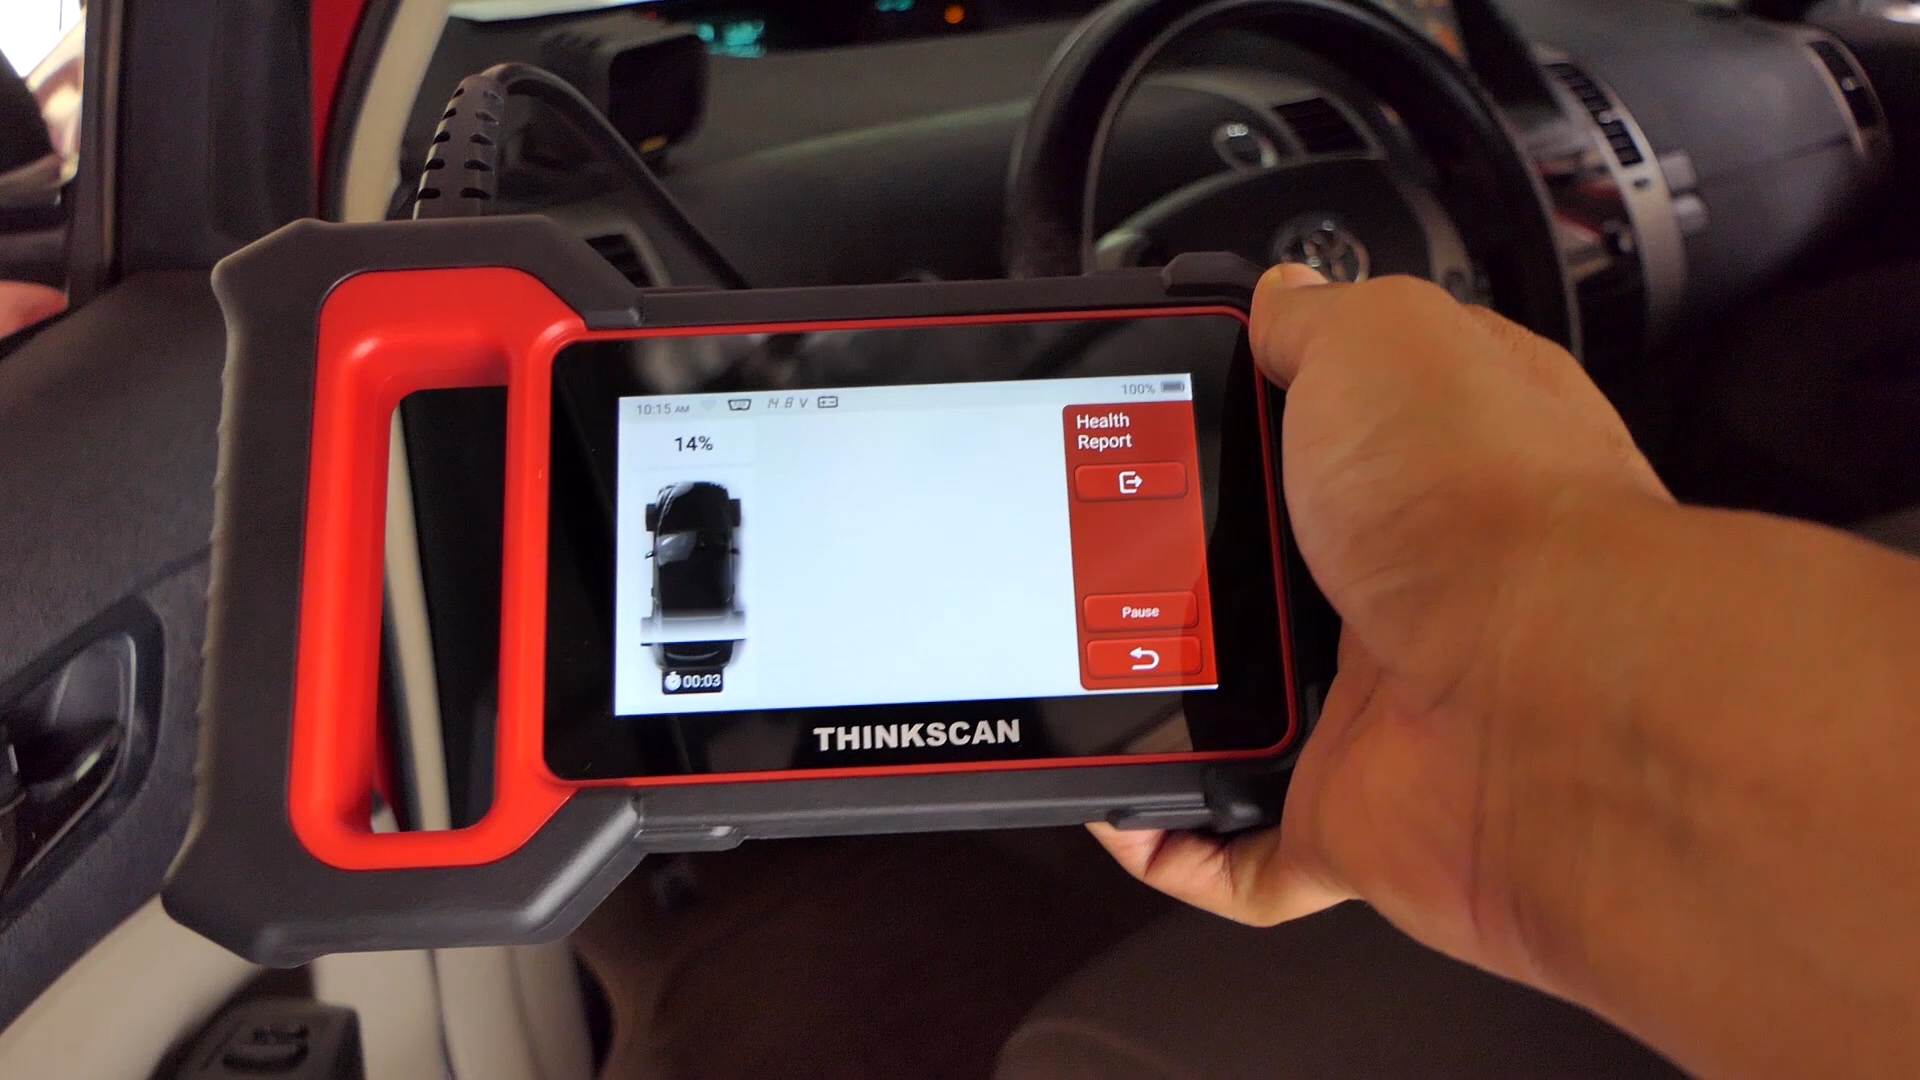 10:15 AM 14.8 V 100%
14%
Health
Report
Pause
00:03
THINKSCAN